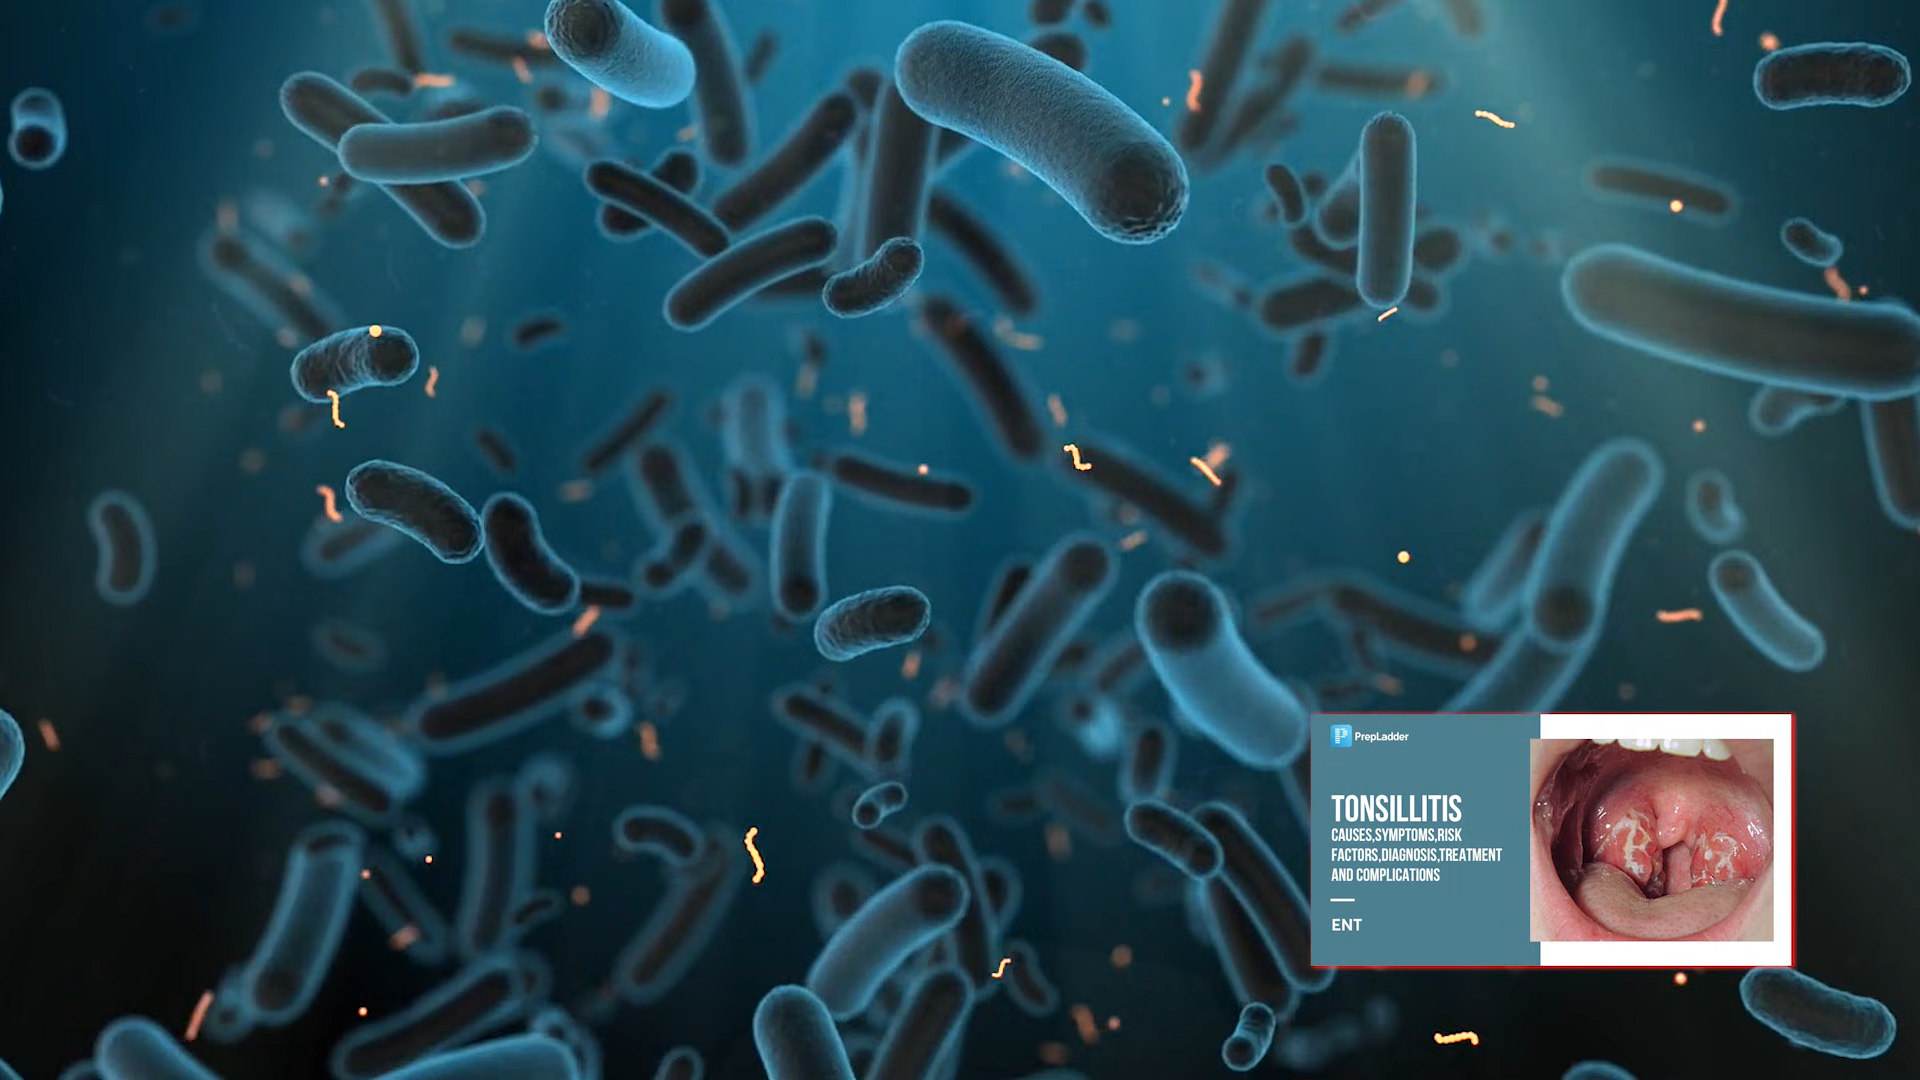 PrepLadder
TONSILLITIS
CAUSES,SYMPTOMS,RISK
FACTORS,DIAGNOSIS,TREATMENT
AND COMPLICATIONS
ENT